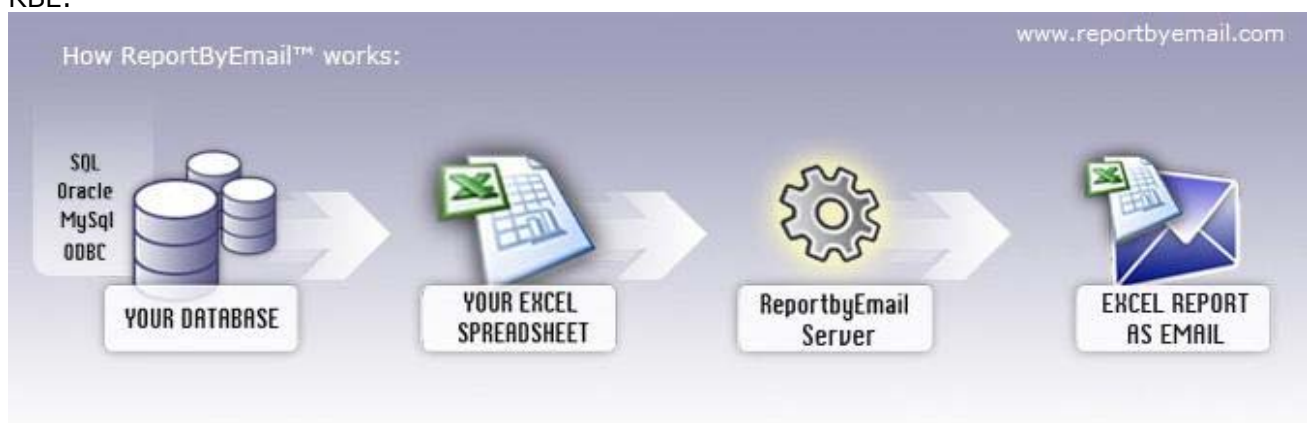 How ReportByEmail™ works:
www.reportbyemail.com
SQL
Oracle
MySql
ODBC
YOUR DATABASE
YOUR EXCEL
SPREADSHEET
ReportbyEmail
Server
EXCEL REPORT
AS EMAIL